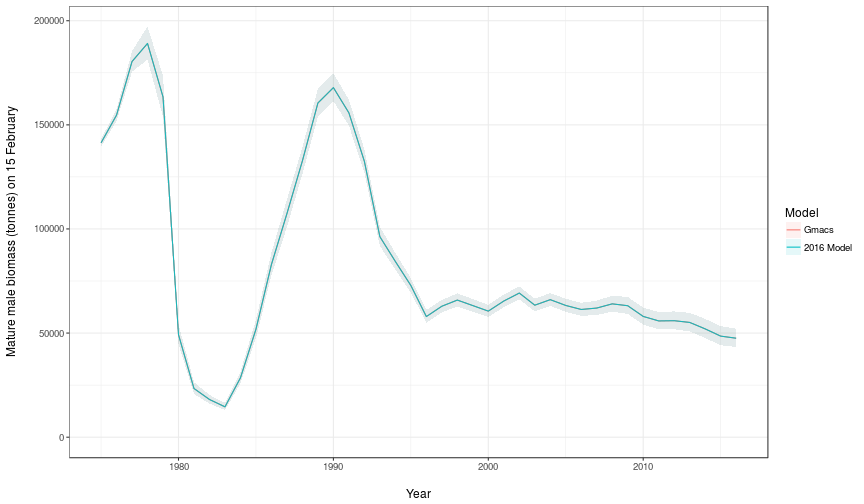 200000
150000
100000
50000
0
Mature male biomass (tonnes) on 15 February
1980
1990
2000
2010
Year
Model
Gmacs
2016 Model